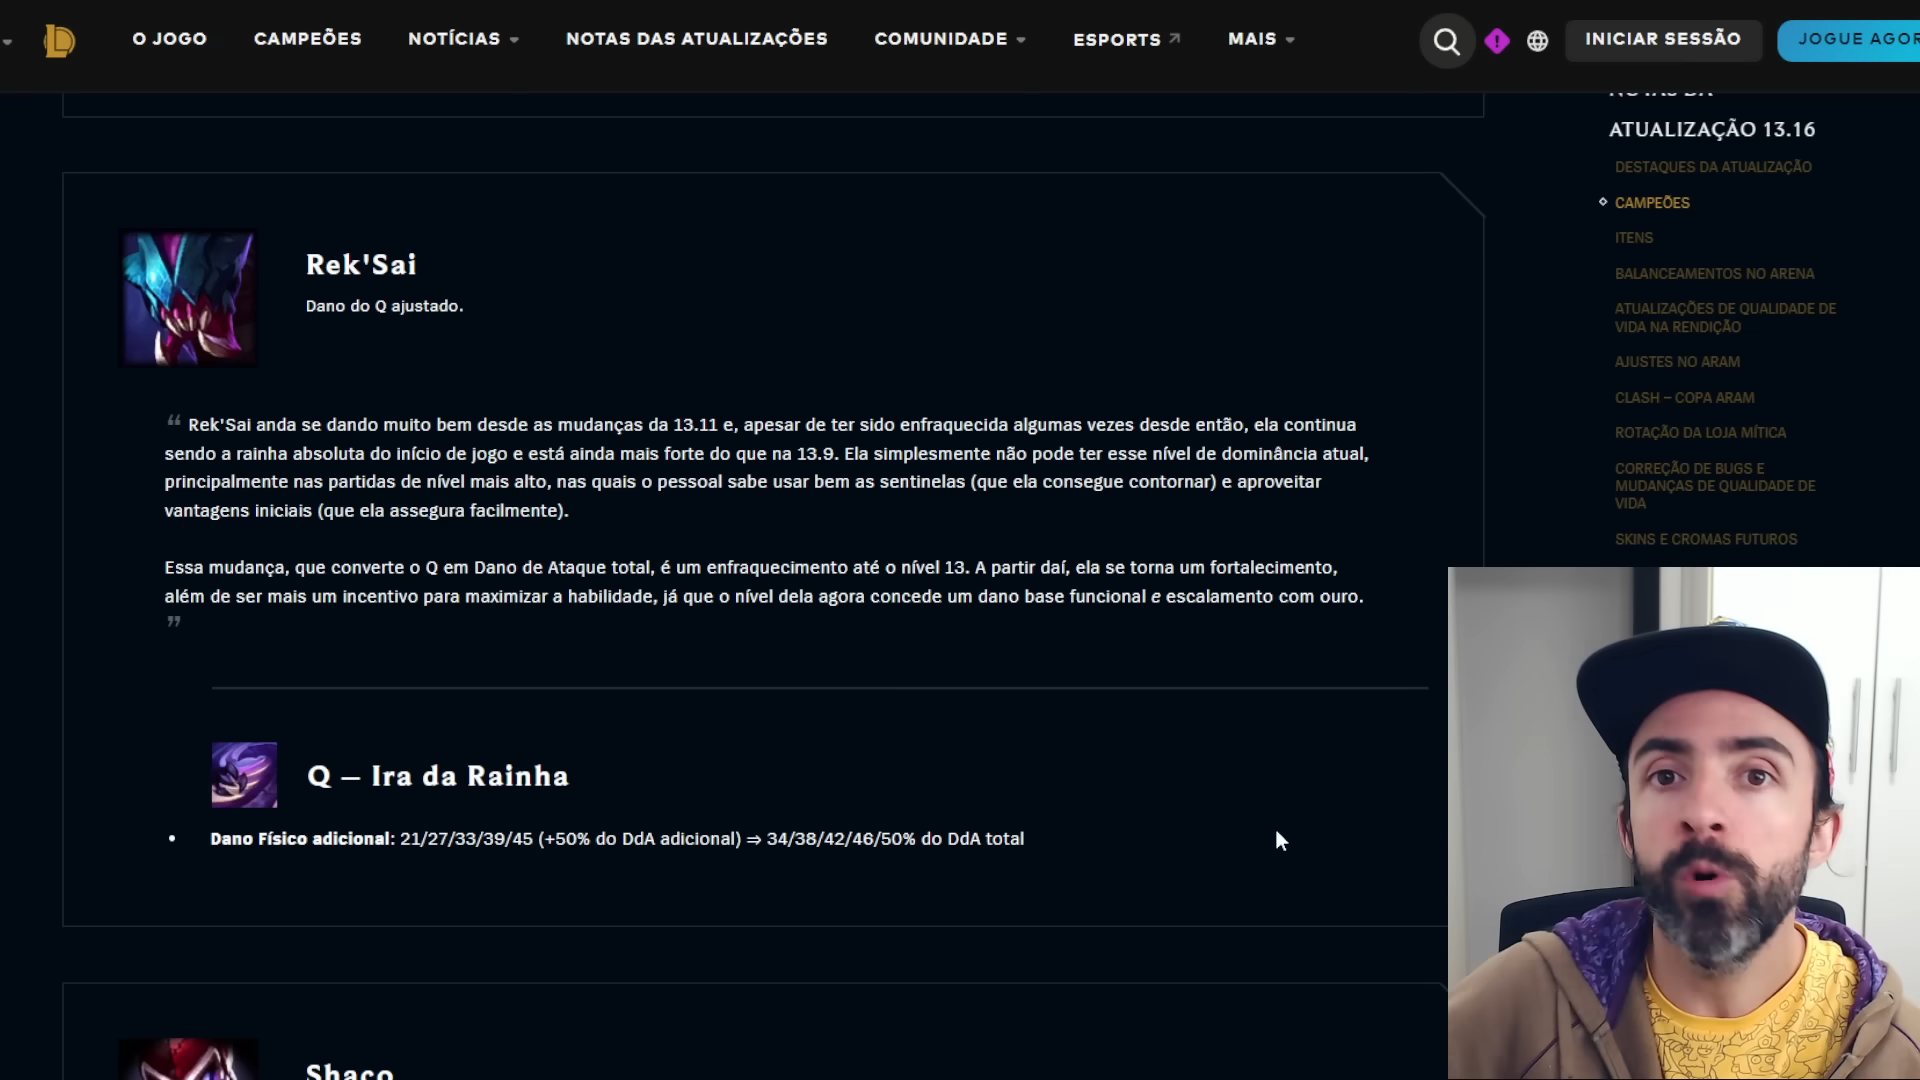 O JOGO
CAMPEÕES
NOTÍCIAS
NOTAS DAS ATUALIZAÇÕES
COMUNIDADE
ESPORTS
MAIS
INICIAR SESSÃO
JOGUE AGOR
NOTAS DA
ATUALIZAÇÃO 13.16
DESTAQUES DA ATUALIZAÇÃO
CAMPEÕES
ITENS
BALANCEAMENTOS NO ARENA
ATUALIZAÇÕES DE QUALIDADE DE
VIDA NA RENDIÇÃO
AJUSTES NO ARAM
CLASH – COPA ARAM
ROTAÇÃO DA LOJA MÍTICA
CORREÇÃO DE BUGS E
MUDANÇAS DE QUALIDADE DE
VIDA
SKINS E CROMAS FUTUROS
Rek'Sai
Dano do Q ajustado.
“ Rek'Sai anda se dando muito bem desde as mudanças da 13.11 e, apesar de ter sido enfraquecida algumas vezes desde então, ela continua
sendo a rainha absoluta do início de jogo e está ainda mais forte do que na 13.9. Ela simplesmente não pode ter esse nível de dominância atual,
principalmente nas partidas de nível mais alto, nas quais o pessoal sabe usar bem as sentinelas (que ela consegue contornar) e aproveitar
vantagens iniciais (que ela assegura facilmente).
Essa mudança, que converte o Q em Dano de Ataque total, é um enfraquecimento até o nível 13. A partir daí, ela se torna um fortalecimento,
além de ser mais um incentivo para maximizar a habilidade, já que o nível dela agora concede um dano base funcional e escalamento com ouro.
”
Q – Ira da Rainha
• Dano Físico adicional: 21/27/33/39/45 (+50% do DdA adicional) ⇒ 34/38/42/46/50% do DdA total
Shaco